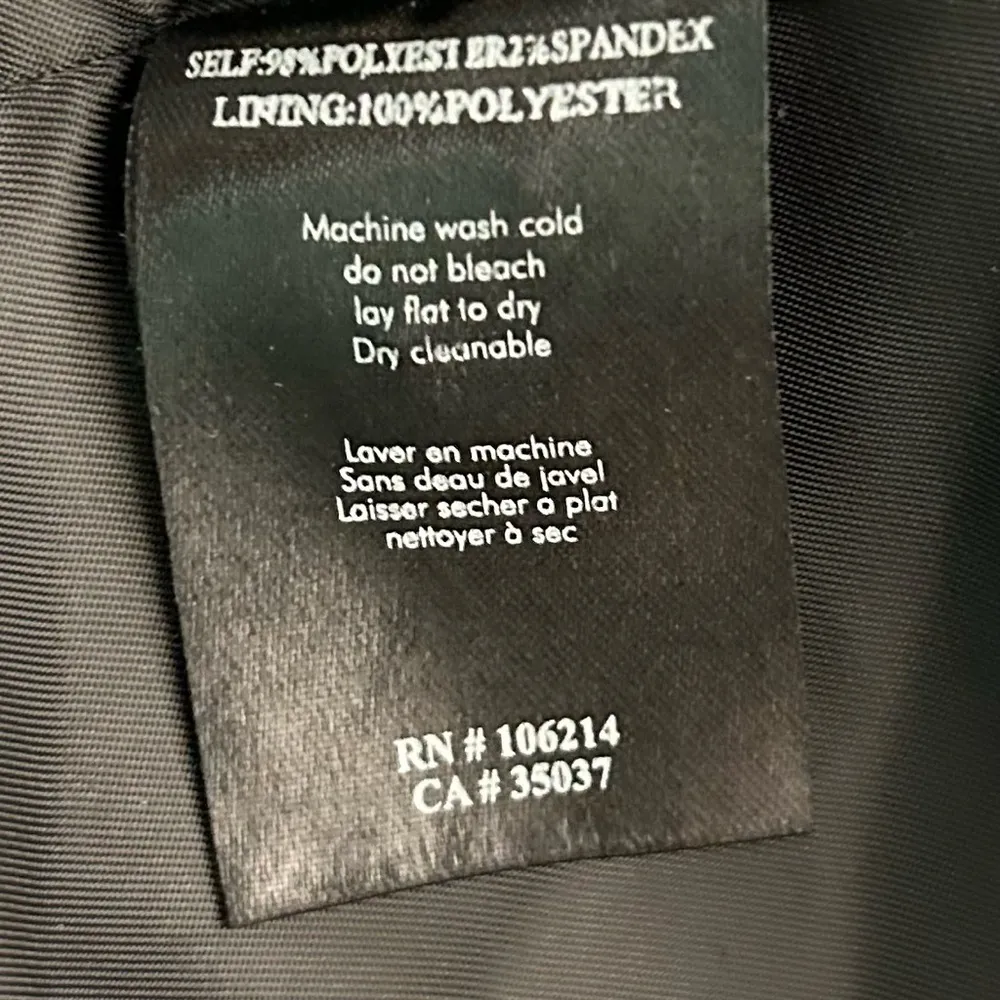 SELF:98%POLYESTER2%SPANDEX
LINING:100%POLYESTER
Machine wash cold
do not bleach
lay flat to dry
Dry cleanable
Laver en machine
Sans deau de javel
Laisser secher a plat
nettoyer à sec
RN # 106214
CA # 35037